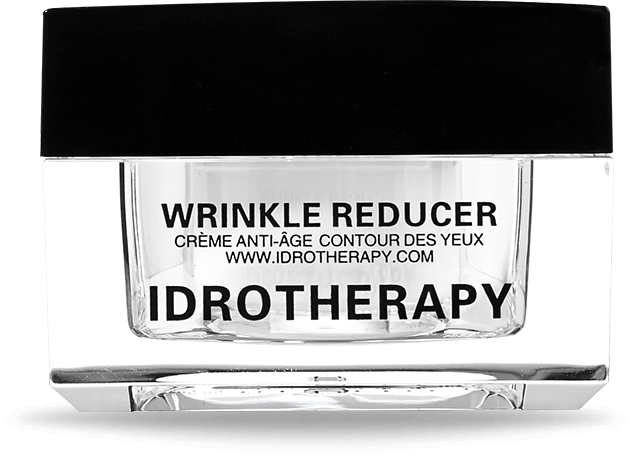 WRINKLE REDUCER
CRÈME ANTI-ÂGE CONTOUR DES YEUX
WWW.IDROTHERAPY.COM
IDROTHERAPY